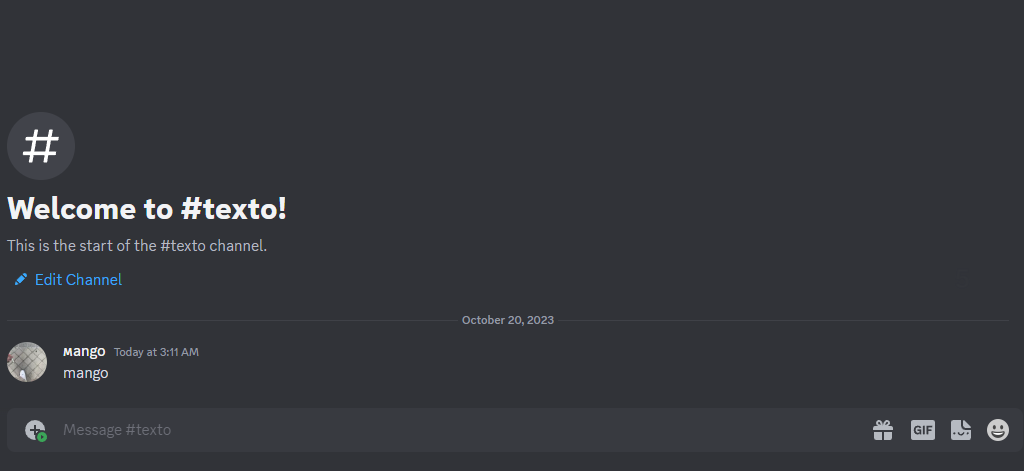 #
Welcome to #texto!
This is the start of the #texto channel.
Edit Channel
October 20, 2023
мango Today at 3:11 AM
mango
Message #texto
GIF